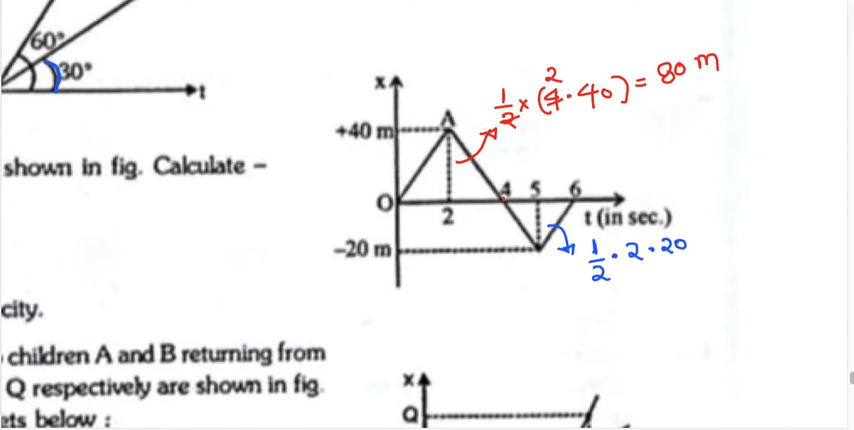 60°
30°
t
shown in fig. Calculate –
city.
children A and B returning from
Q respectively are shown in fig.
ets below :
x
A
+40 m
O
2
4
5
6
t (in sec.)
–20 m
1/2 × (4̶ 2 · 40) = 80 m
1/2 · 2 · 20
x
Q